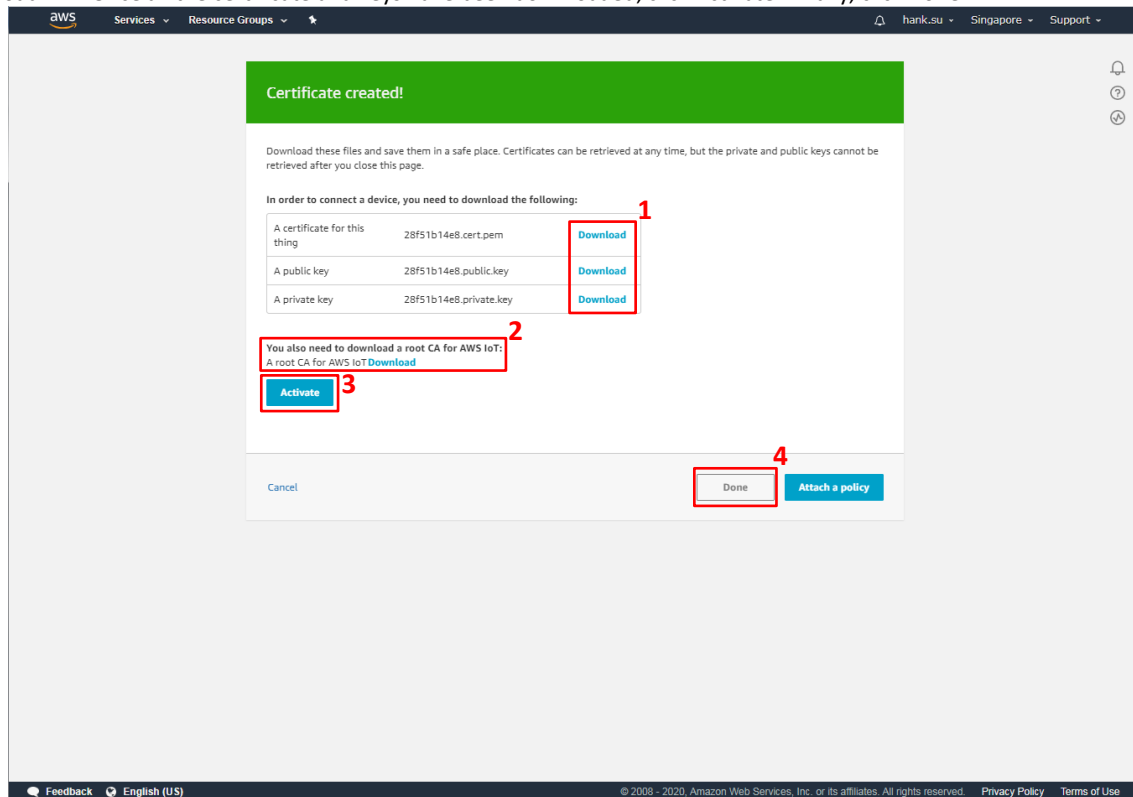 aws Services Resource Groups hank.su Singapore Support
Certificate created!
Download these files and save them in a safe place. Certificates can be retrieved at any time, but the private and public keys cannot be
retrieved after you close this page.
In order to connect a device, you need to download the following:
1
A certificate for this
thing 28f51b14e8.cert.pem Download
A public key 28f51b14e8.public.key Download
A private key 28f51b14e8.private.key Download
2
You also need to download a root CA for AWS IoT:
A root CA for AWS IoT Download
Activate 3
4
Cancel Done Attach a policy
Feedback English (US) © 2008 - 2020, Amazon Web Services, Inc. or its affiliates. All rights reserved. Privacy Policy Terms of Use